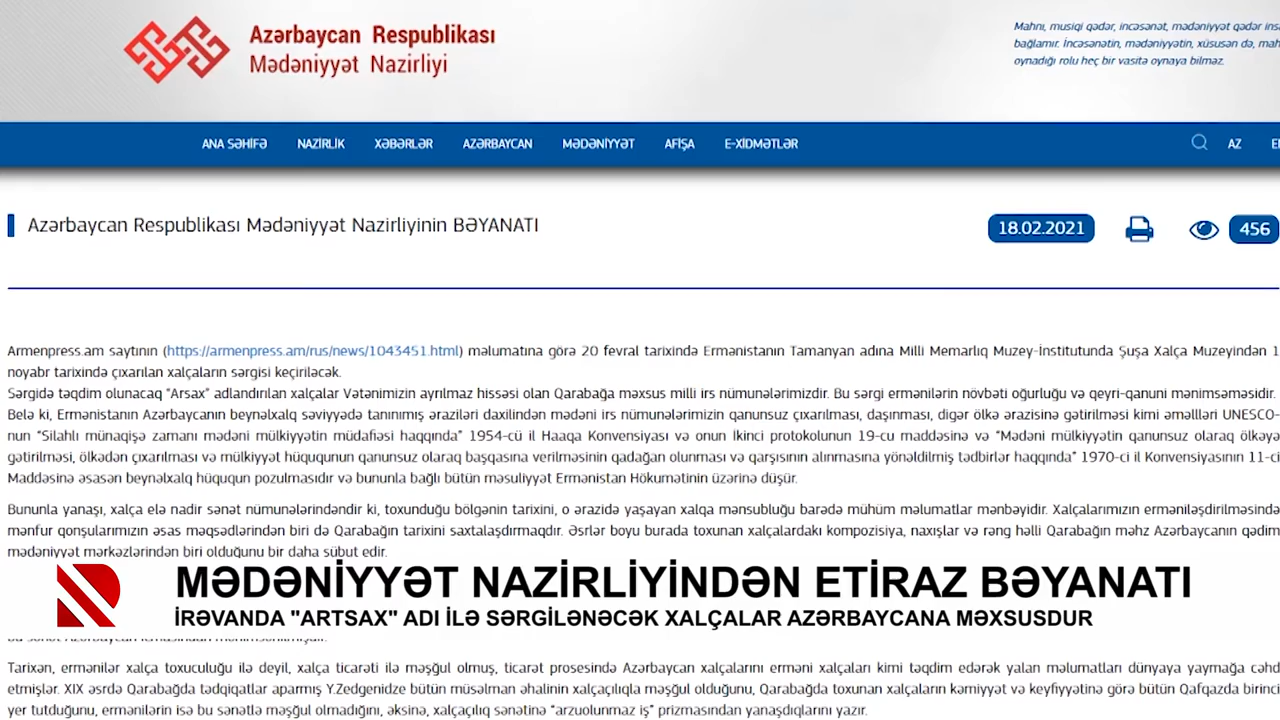 Azərbaycan Respublikası
Mədəniyyət Nazirliyi
Mahnı, musiqi qədər, incəsənət, mədəniyyət qədər
bağlamır. İncəsənətin, mədəniyyətin, xüsusən də,
oynadığı rolu heç bir vasitə oynaya bilməz.
ANA SƏHİFƏ NAZİRLİK XƏBƏRLƏR AZƏRBAYCAN MƏDƏNİYYƏT AFİŞA E-XİDMƏTLƏR AZ
Azərbaycan Respublikası Mədəniyyət Nazirliyinin BƏYANATI 18.02.2021 456
Armenpress.am saytının (https://armenpress.am/rus/news/1043451.html) məlumatına görə 20 fevral tarixində Ermənistanın Tamanyan adına Milli Memarlıq Muzey-İnstitutunda Şuşa Xalça Muzeyindən 1
noyabr tarixində çıxarılan xalçaların sərgisi keçiriləcək.
Sərgidə təqdim olunacaq "Arsax" adlandırılan xalçalar Vətənimizin ayrılmaz hissəsi olan Qarabağa məxsus milli irs nümunələrimizdir. Bu sərgi ermənilərin növbəti oğurluğu və qeyri-qanuni mənimsəməsidir.
Belə ki, Ermənistanın Azərbaycanın beynəlxalq səviyyədə tanınımış əraziləri daxilindən mədəni irs nümunələrimizin qanunsuz çıxarılması, daşınması, digər ölkə ərazisinə gətirilməsi kimi əməllləri UNESCO-
nun "Silahlı münaqişə zamanı mədəni mülkiyyətin müdafiəsi haqqında" 1954-cü il Haaqa Konvensiyası və onun İkinci protokolunun 19-cu maddəsinə və "Mədəni mülkiyyətin qanunsuz olaraq ölkəyə
gətirilməsi, ölkədən çıxarılması və mülkiyyət hüququnun qanunsuz olaraq başqasına verilməsinin qadağan olunması və qarşısının alınmasına yönəldilmiş tədbirlər haqqında" 1970-ci il Konvensiyasının 11-ci
Maddəsinə əsasən beynəlxalq hüququn pozulmasıdır və bununla bağlı bütün məsuliyyət Ermənistan Hökumətinin üzərinə düşür.
Bununla yanaşı, xalça elə nadir sənət nümunələrindəndir ki, toxunduğu bölgənin tarixini, o ərazidə yaşayan xalqa mənsubluğu barədə mühüm məlumatlar mənbəyidir. Xalçalarımızın erməniləşdirilməsində
mənfur qonşularımızın əsas məqsədlərindən biri də Qarabağın tarixini saxtalaşdırmaqdır. Əsrlər boyu burada toxunan xalçalardakı kompozisiya, naxışlar və rəng həlli Qarabağın məhz Azərbaycanın qədim
mədəniyyət mərkəzlərindən biri olduğunu bir daha sübut edir.
MƏDƏNİYYƏT NAZİRLİYİNDƏN ETİRAZ BƏYANATI
İRƏVANDA "ARTSAX" ADI İLƏ SƏRGİLƏNƏCƏK XALÇALAR AZƏRBAYCANA MƏXSUSDUR
Tarixən, ermənilər xalça toxuculuğu ilə deyil, xalça ticarəti ilə məşğul olmuş, ticarət prosesində Azərbaycan xalçalarını erməni xalçaları kimi təqdim edərək yalan məlumatları dünyaya yaymağa cəhd
etmişlər. XIX əsrdə Qarabağda tədqiqatlar aparmış Y.Zedgenidze bütün müsəlman əhalinin xalçaçılıqla məşğul olduğunu, Qarabağda toxunan xalçaların kəmiyyət və keyfiyyətinə görə bütün Qafqazda birinci
yer tutduğunu, ermənilərin isə bu sənətlə məşğul olmadığını, əksinə, xalçaçılıq sənətinə "arzuolunmaz iş" prizmasından yanaşdıqlarını yazır.